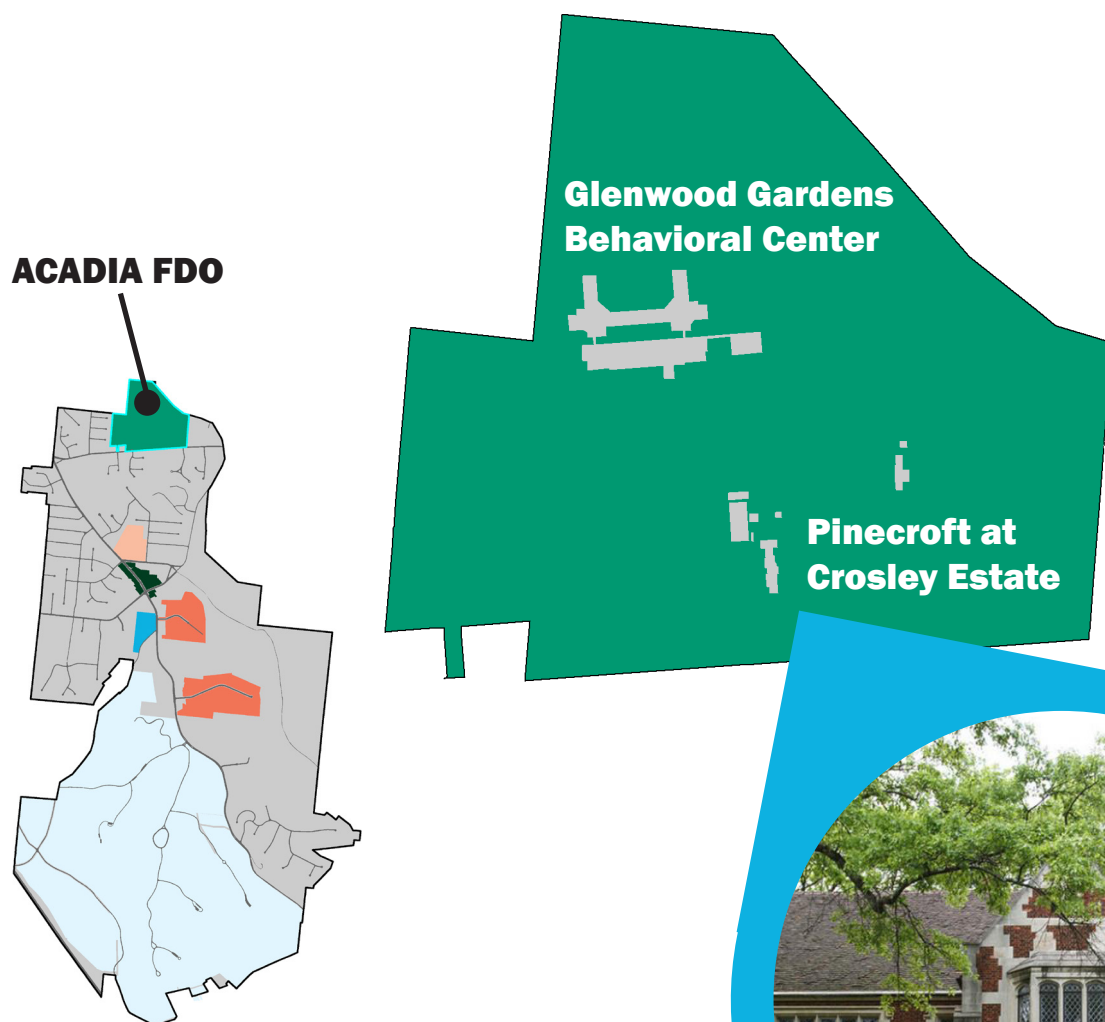 Glenwood Gardens
Behavioral Center
ACADIA FDO
Pinecroft at
Crosley Estate